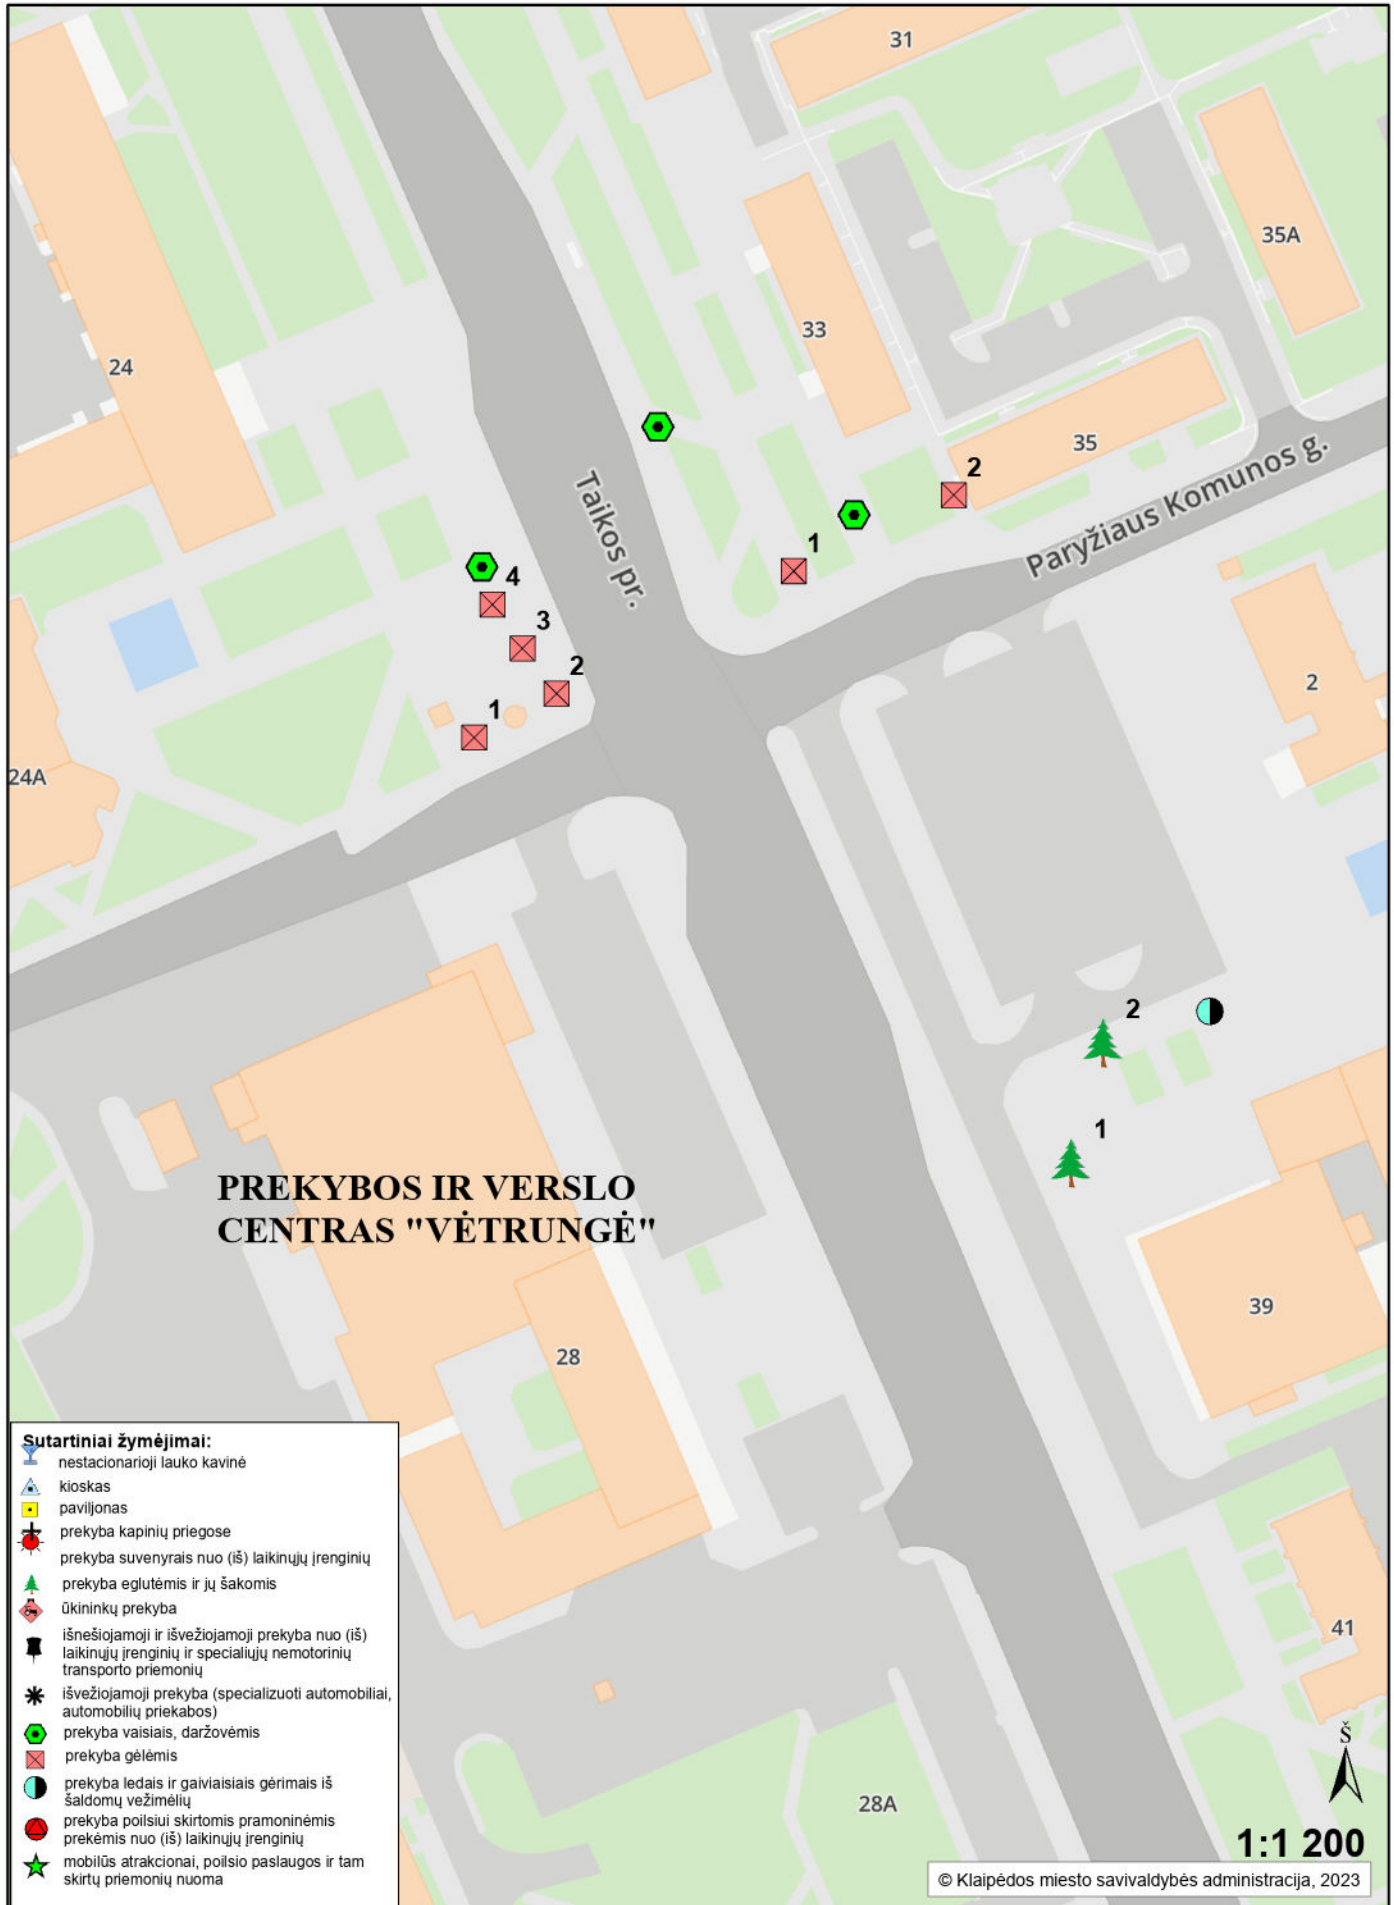 31
35A
33
24
35
2
Taikos pr.
Paryžiaus Komunos g.
1
4
3
2
2
1
24A
2
1
PREKYBOS IR VERSLO
CENTRAS "VĖTRUNGĖ"
39
28
41
28A
Sutartiniai žymėjimai:
nestacionarioji lauko kavinė
kioskas
paviljonas
prekyba kapinių priegose
prekyba suvenyrais nuo (iš) laikinųjų įrenginių
prekyba eglutėmis ir jų šakomis
ūkininkų prekyba
išnešiojamoji ir išvežiojamoji prekyba nuo (iš)
laikinųjų įrenginių ir specialiųjų nemotorinių
transporto priemonių
išvežiojamoji prekyba (specializuoti automobiliai,
automobilių priekabos)
prekyba vaisiais, daržovėmis
prekyba gėlėmis
prekyba ledais ir gaiviaisiais gėrimais iš
šaldomų vežimėlių
prekyba poilsiui skirtomis pramoninėmis
prekėmis nuo (iš) laikinųjų įrenginių
mobilūs atrakcionai, poilsio paslaugos ir tam
skirtų priemonių nuoma
Š
1:1 200
© Klaipėdos miesto savivaldybės administracija, 2023